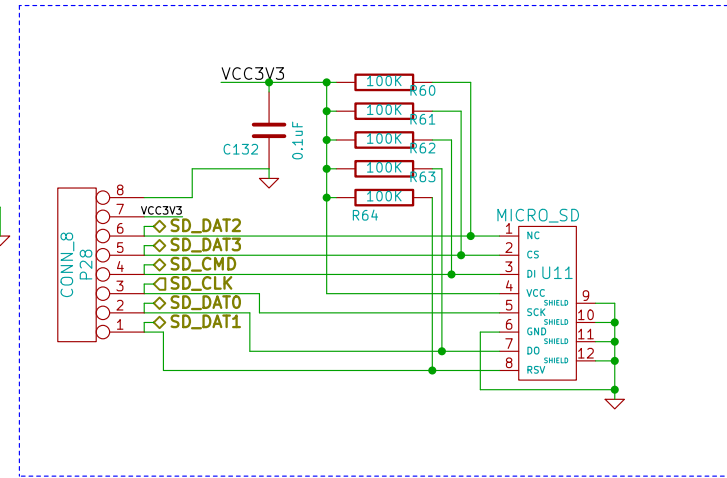 VCC3V3
100K
R60
100K
R61
100K
R62
100K
R63
100K
R64
C132
0.1uF
CONN_8
P28
8
7
6
5
4
3
2
1
VCC3V3
SD_DAT2
SD_DAT3
SD_CMD
SD_CLK
SD_DAT0
SD_DAT1
MICRO_SD
U11
1 NC
2 CS
3 DI
4 VCC
5 SCK
6 GND
7 DO
8 RSV
SHIELD 9
SHIELD 10
SHIELD 11
SHIELD 12